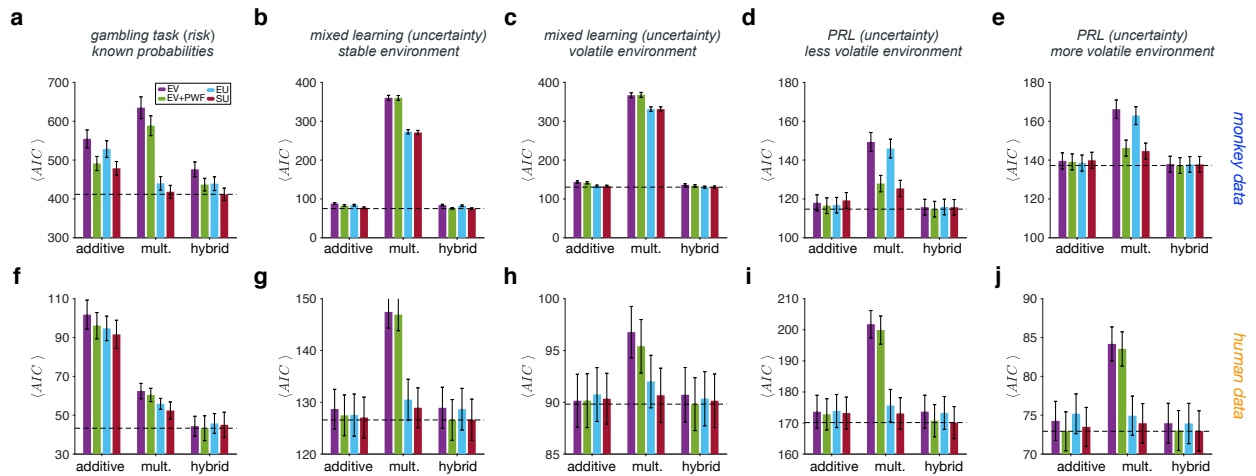 a
gambling task (risk)
known probabilities
b
mixed learning (uncertainty)
stable environment
c
mixed learning (uncertainty)
volatile environment
d
PRL (uncertainty)
less volatile environment
e
PRL (uncertainty)
more volatile environment
⟨AIC⟩
700
600
500
400
300
EV
EV+PWF
EU
SU
additive
mult.
hybrid
⟨AIC⟩
400
300
200
100
0
additive
mult.
hybrid
⟨AIC⟩
400
300
200
100
0
additive
mult.
hybrid
⟨AIC⟩
180
160
140
120
100
additive
mult.
hybrid
⟨AIC⟩
180
160
140
120
100
additive
mult.
hybrid
monkey data
f
⟨AIC⟩
110
90
70
50
30
additive
mult.
hybrid
g
⟨AIC⟩
150
140
130
120
additive
mult.
hybrid
h
⟨AIC⟩
100
95
90
85
additive
mult.
hybrid
i
⟨AIC⟩
210
200
190
180
170
160
additive
mult.
hybrid
j
⟨AIC⟩
90
85
80
75
70
additive
mult.
hybrid
human data